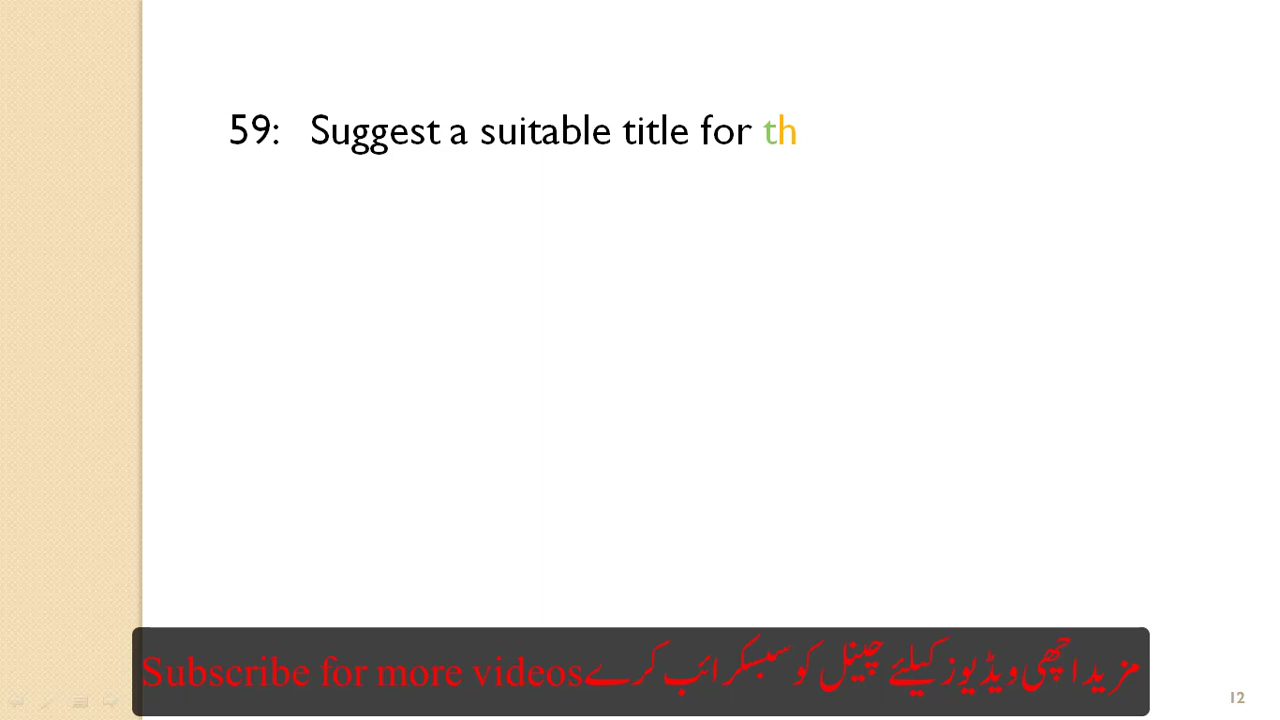 59: Suggest a suitable title for th
Subscribe for more videos مزید اچھی ویڈیوز کیلئے چینل کو سبسکرائب کرے
12